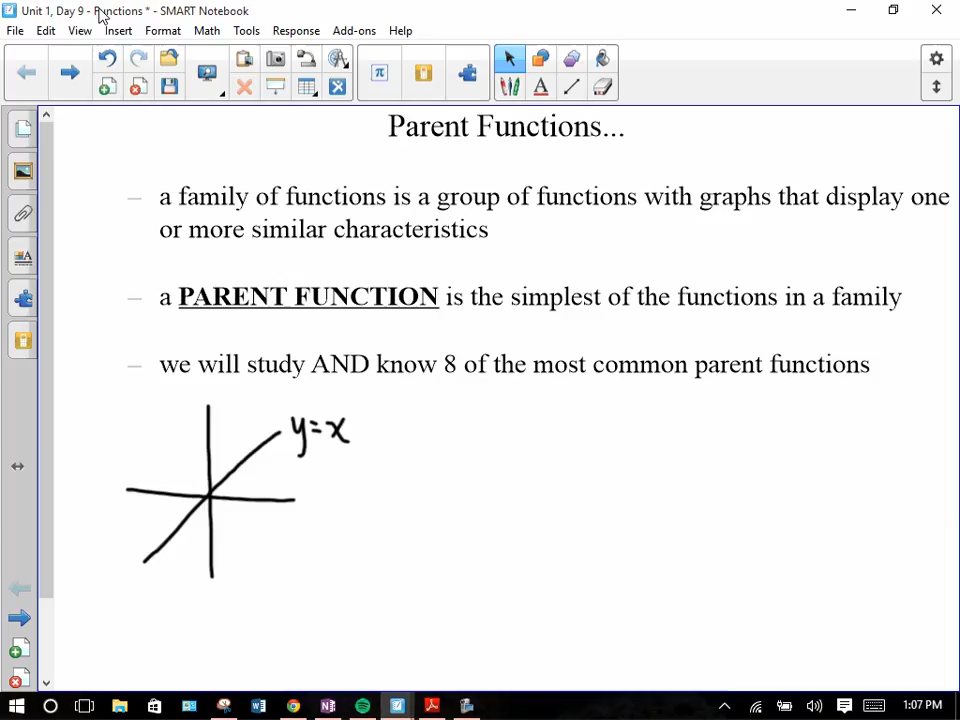 Unit 1, Day 9 - Functions * - SMART Notebook
File Edit View Insert Format Math Tools Response Add-ons Help
Parent Functions...
– a family of functions is a group of functions with graphs that display one
or more similar characteristics
– a PARENT FUNCTION is the simplest of the functions in a family
– we will study AND know 8 of the most common parent functions
y=x
1:07 PM